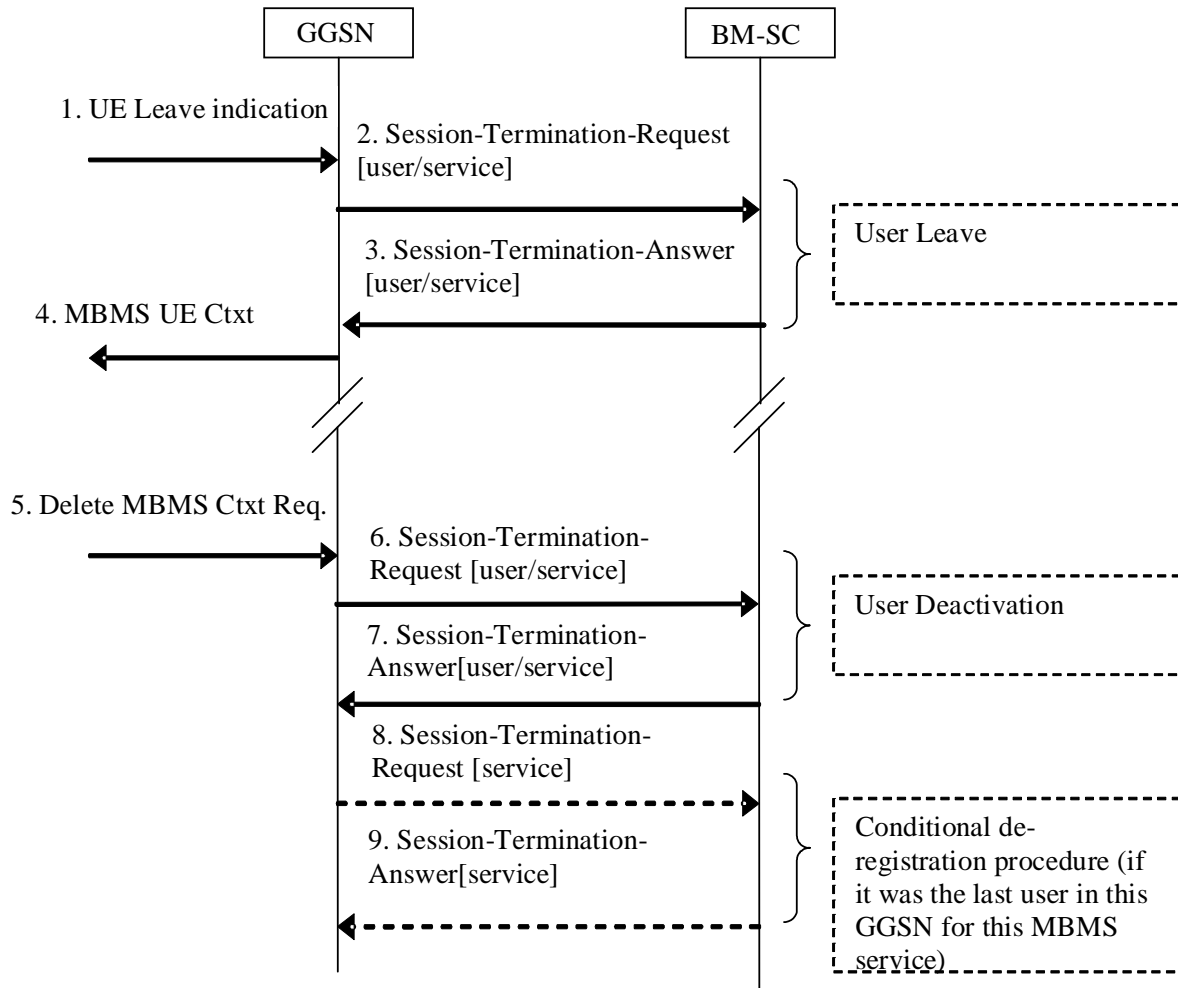 GGSN
BM-SC
1. UE Leave indication
2. Session-Termination-Request
[user/service]
3. Session-Termination-Answer
[user/service]
User Leave
4. MBMS UE Ctxt
5. Delete MBMS Ctxt Req.
6. Session-Termination-
Request [user/service]
7. Session-Termination-
Answer[user/service]
User Deactivation
8. Session-Termination-
Request [service]
9. Session-Termination-
Answer[service]
Conditional de-
registration procedure (if
it was the last user in this
GGSN for this MBMS
service)